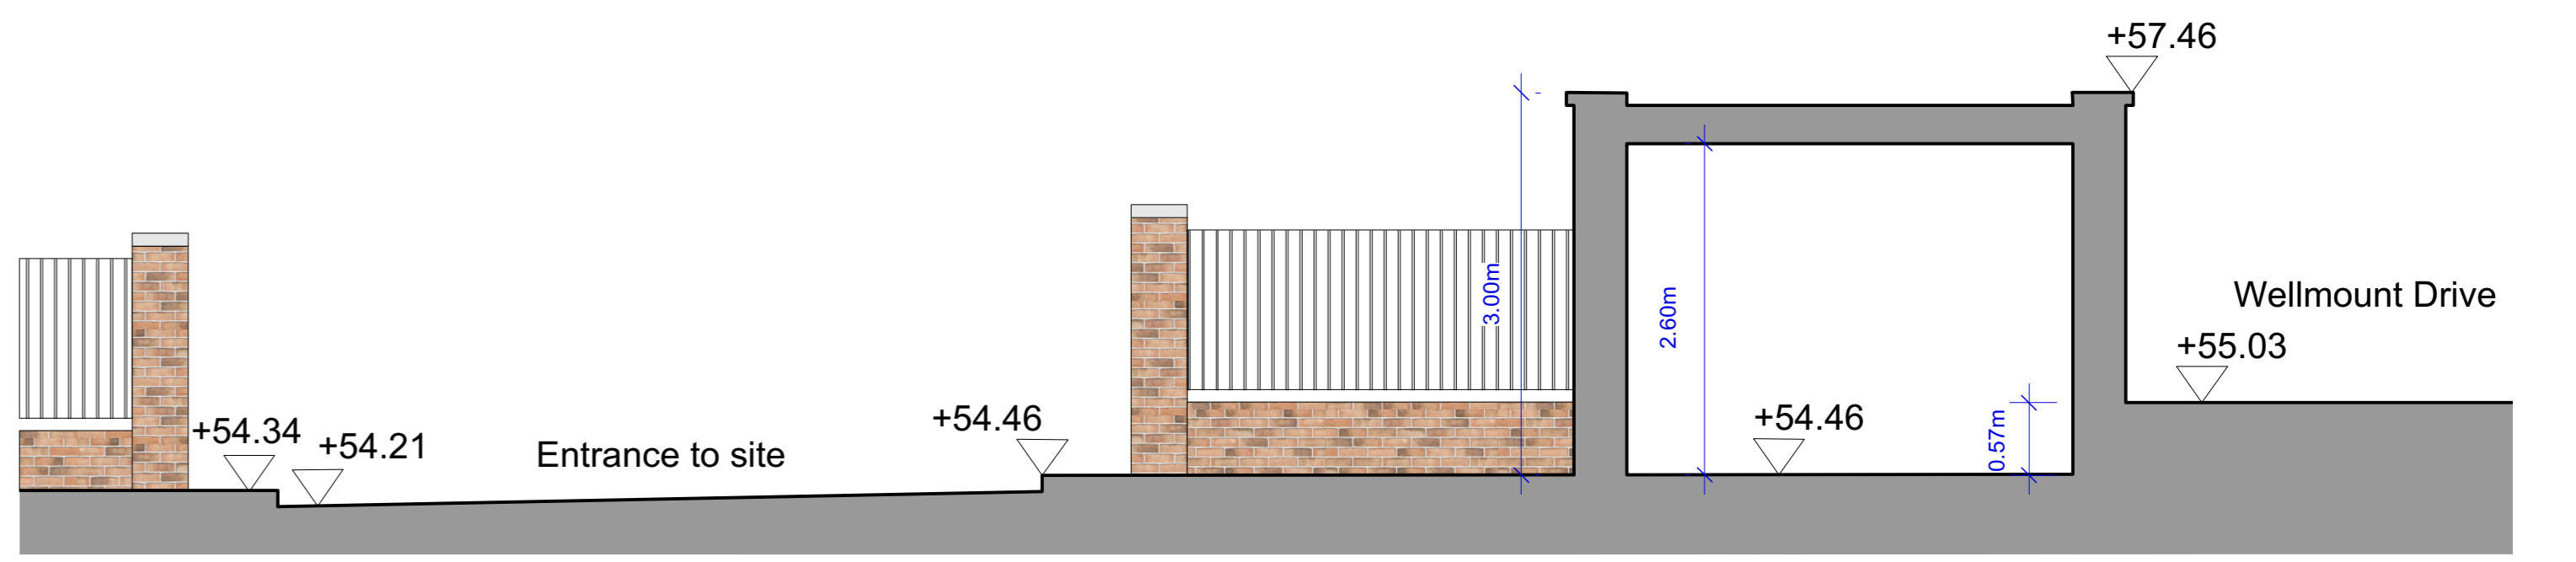 +57.46
3.00m
2.60m
Wellmount Drive
+55.03
+54.34
+54.21
Entrance to site
+54.46
+54.46
0.57m